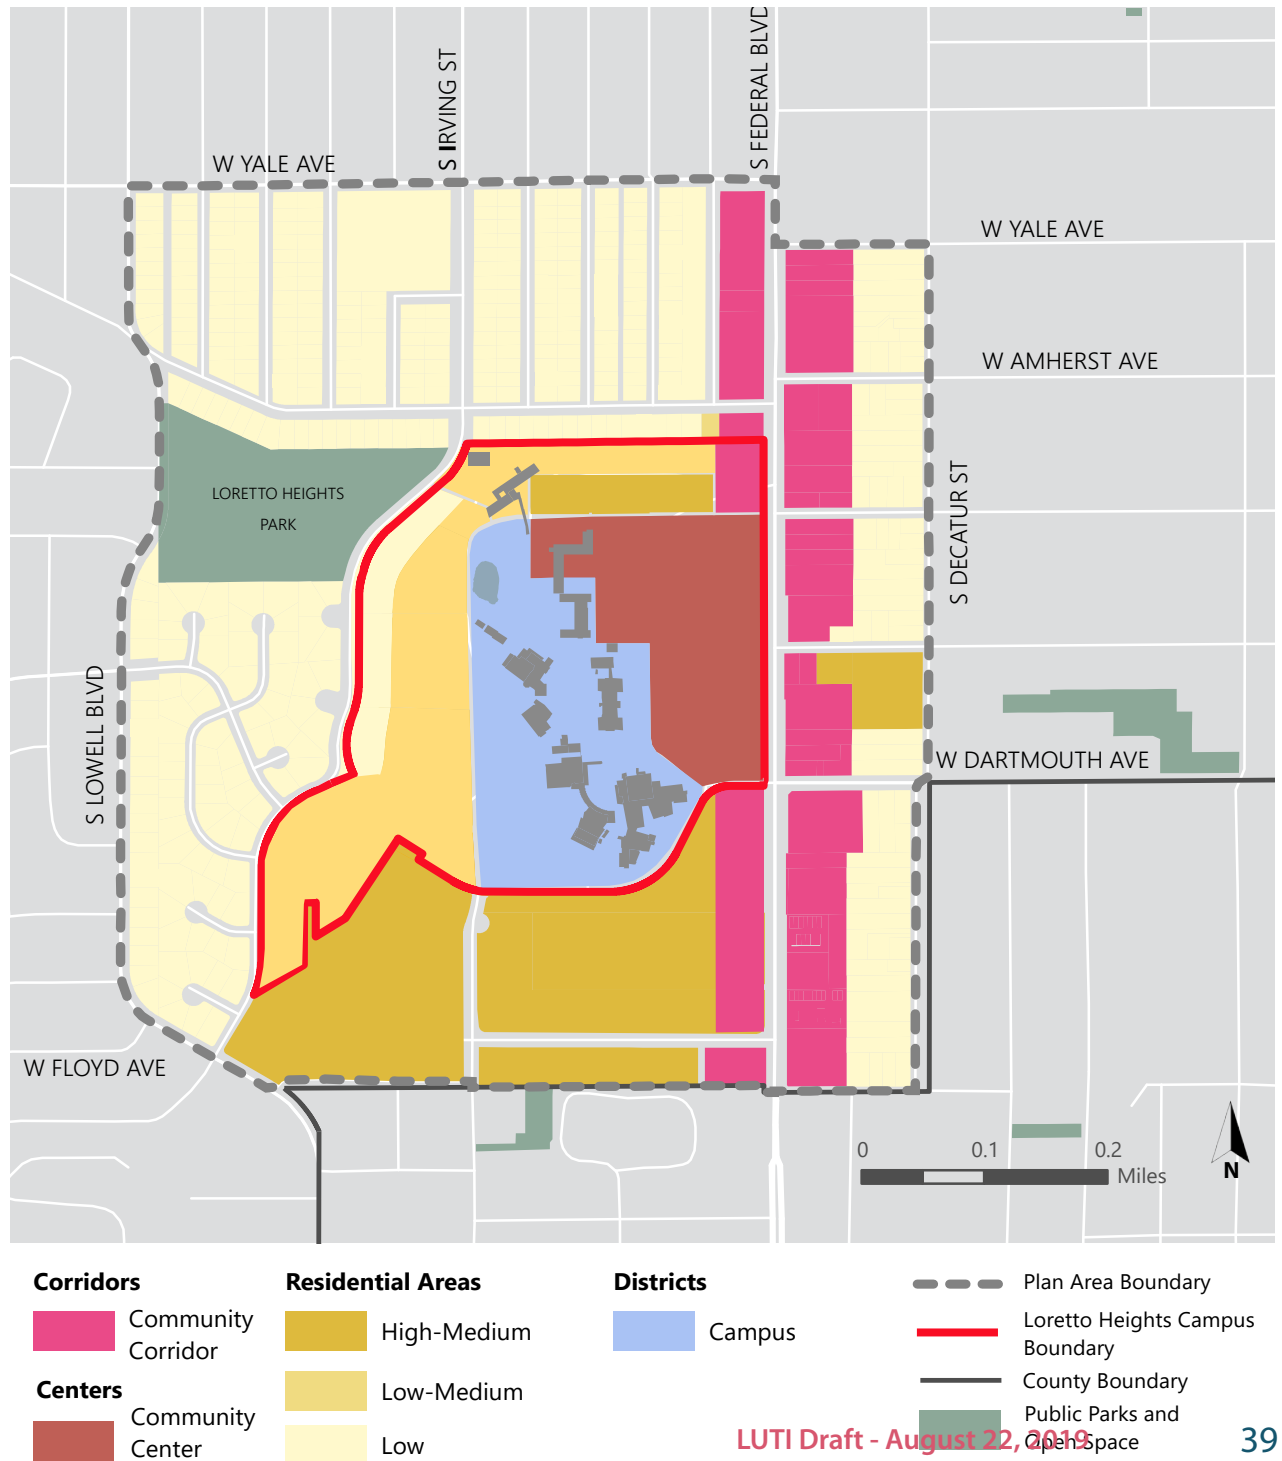 S IRVING ST
S FEDERAL BLVD
W YALE AVE
W YALE AVE
W AMHERST AVE
LORETTO HEIGHTS
PARK
S DECATUR ST
S LOWELL BLVD
W DARTMOUTH AVE
W FLOYD AVE
0 0.1 0.2
Miles
N
Corridors
Community
Corridor
Centers
Community
Center
Residential Areas
High-Medium
Low-Medium
Low
Districts
Campus
Plan Area Boundary
Loretto Heights Campus
Boundary
County Boundary
Public Parks and
Open Space
LUTI Draft - August 22, 2019
39